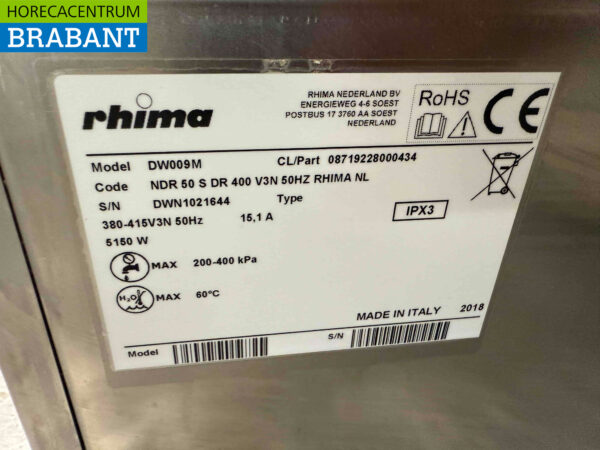 HORECACENTRUM
BRABANT
rhima
RHIMA NEDERLAND BV
ENERGIEWEG 4-6 SOEST
POSTBUS 17 3760 AA SOEST
NEDERLAND
RoHS
CE
Model DW009M CL/Part 08719228000434
Code NDR 50 S DR 400 V3N 50HZ RHIMA NL
S/N DWN1021644 Type
380-415V3N 50Hz 15,1 A
IPX3
5150 W
MAX 200-400 kPa
H₂O MAX 60°C
MADE IN ITALY 2018
Model S/N